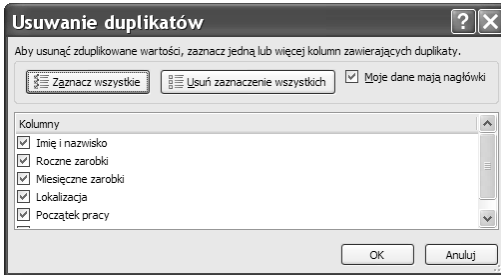 Usuwanie duplikatów
Aby usunąć zduplikowane wartości, zaznacz jedną lub więcej kolumn zawierających duplikaty.
Zaznacz wszystkie
Usuń zaznaczenie wszystkich
Moje dane mają nagłówki
Kolumny
Imię i nazwisko
Roczne zarobki
Miesięczne zarobki
Lokalizacja
Początek pracy
OK
Anuluj